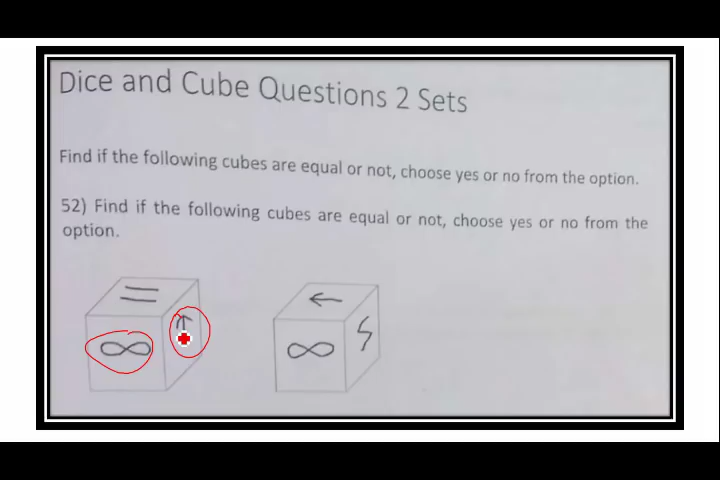 Dice and Cube Questions 2 Sets
Find if the following cubes are equal or not, choose yes or no from the option.
52) Find if the following cubes are equal or not, choose yes or no from the
option.